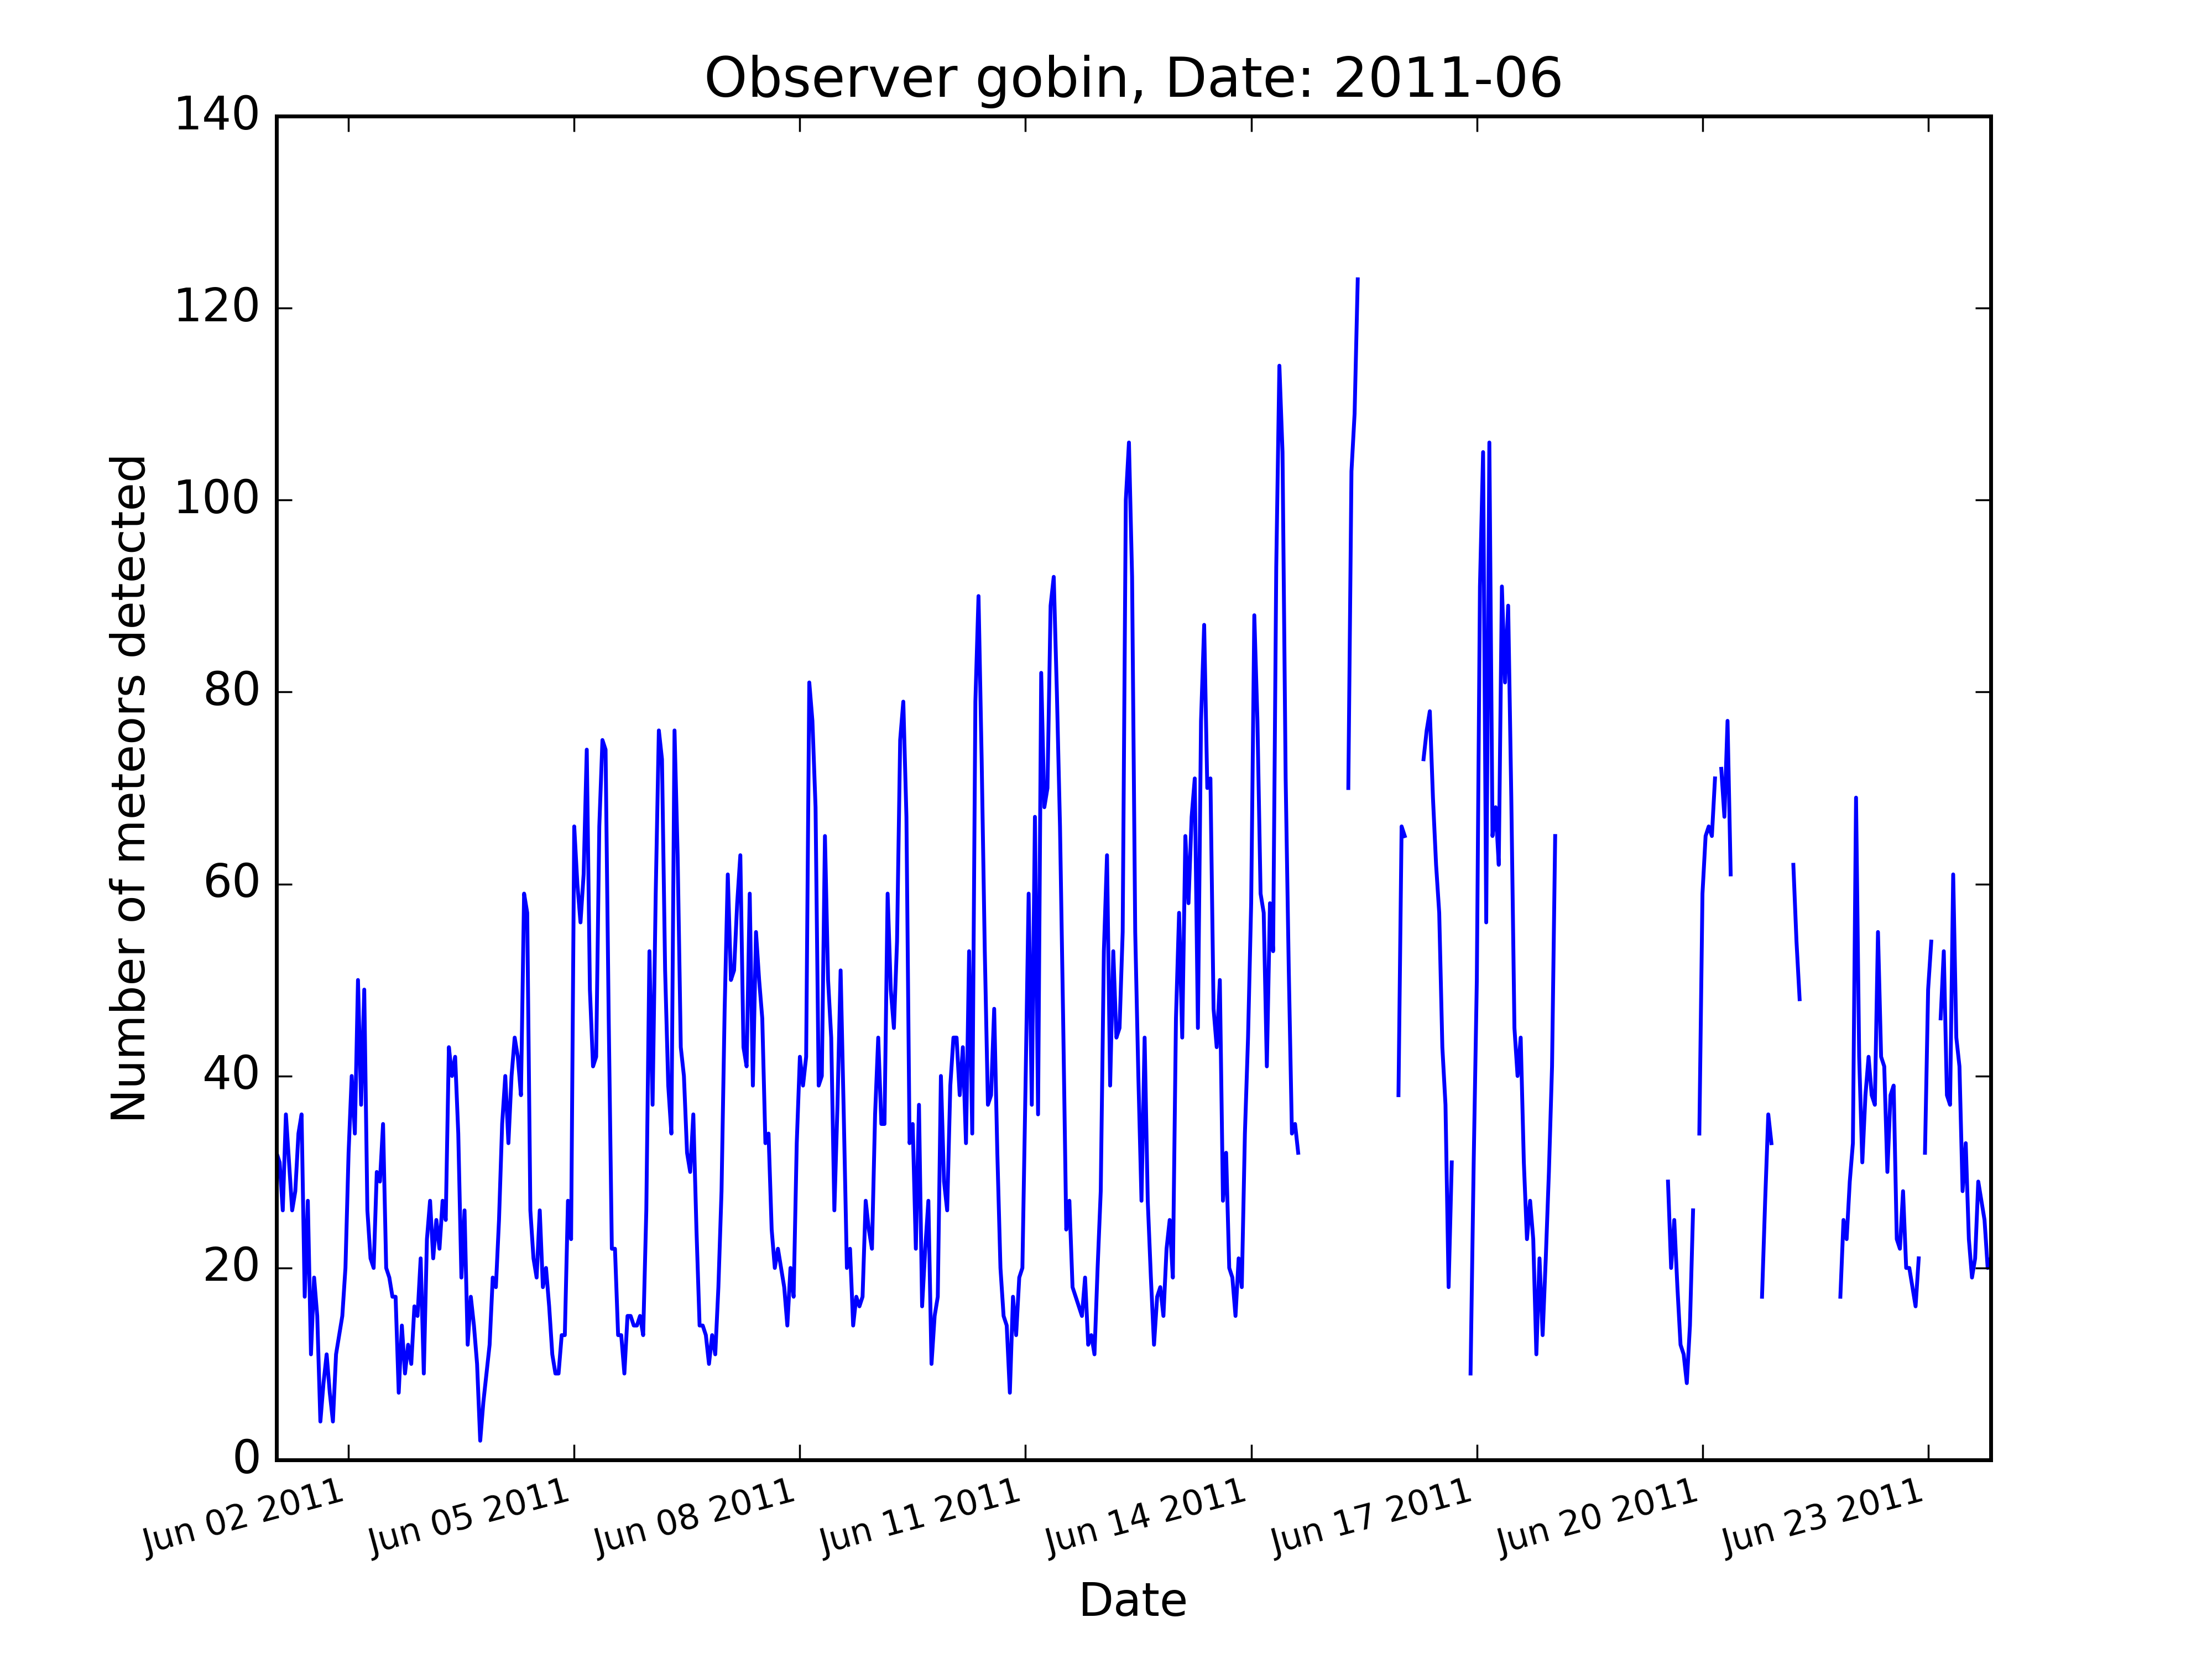 Observer gobin, Date: 2011-06
140
120
100
80
60
40
20
0
Number of meteors detected
Jun 02 2011
Jun 05 2011
Jun 08 2011
Jun 11 2011
Jun 14 2011
Jun 17 2011
Jun 20 2011
Jun 23 2011
Date